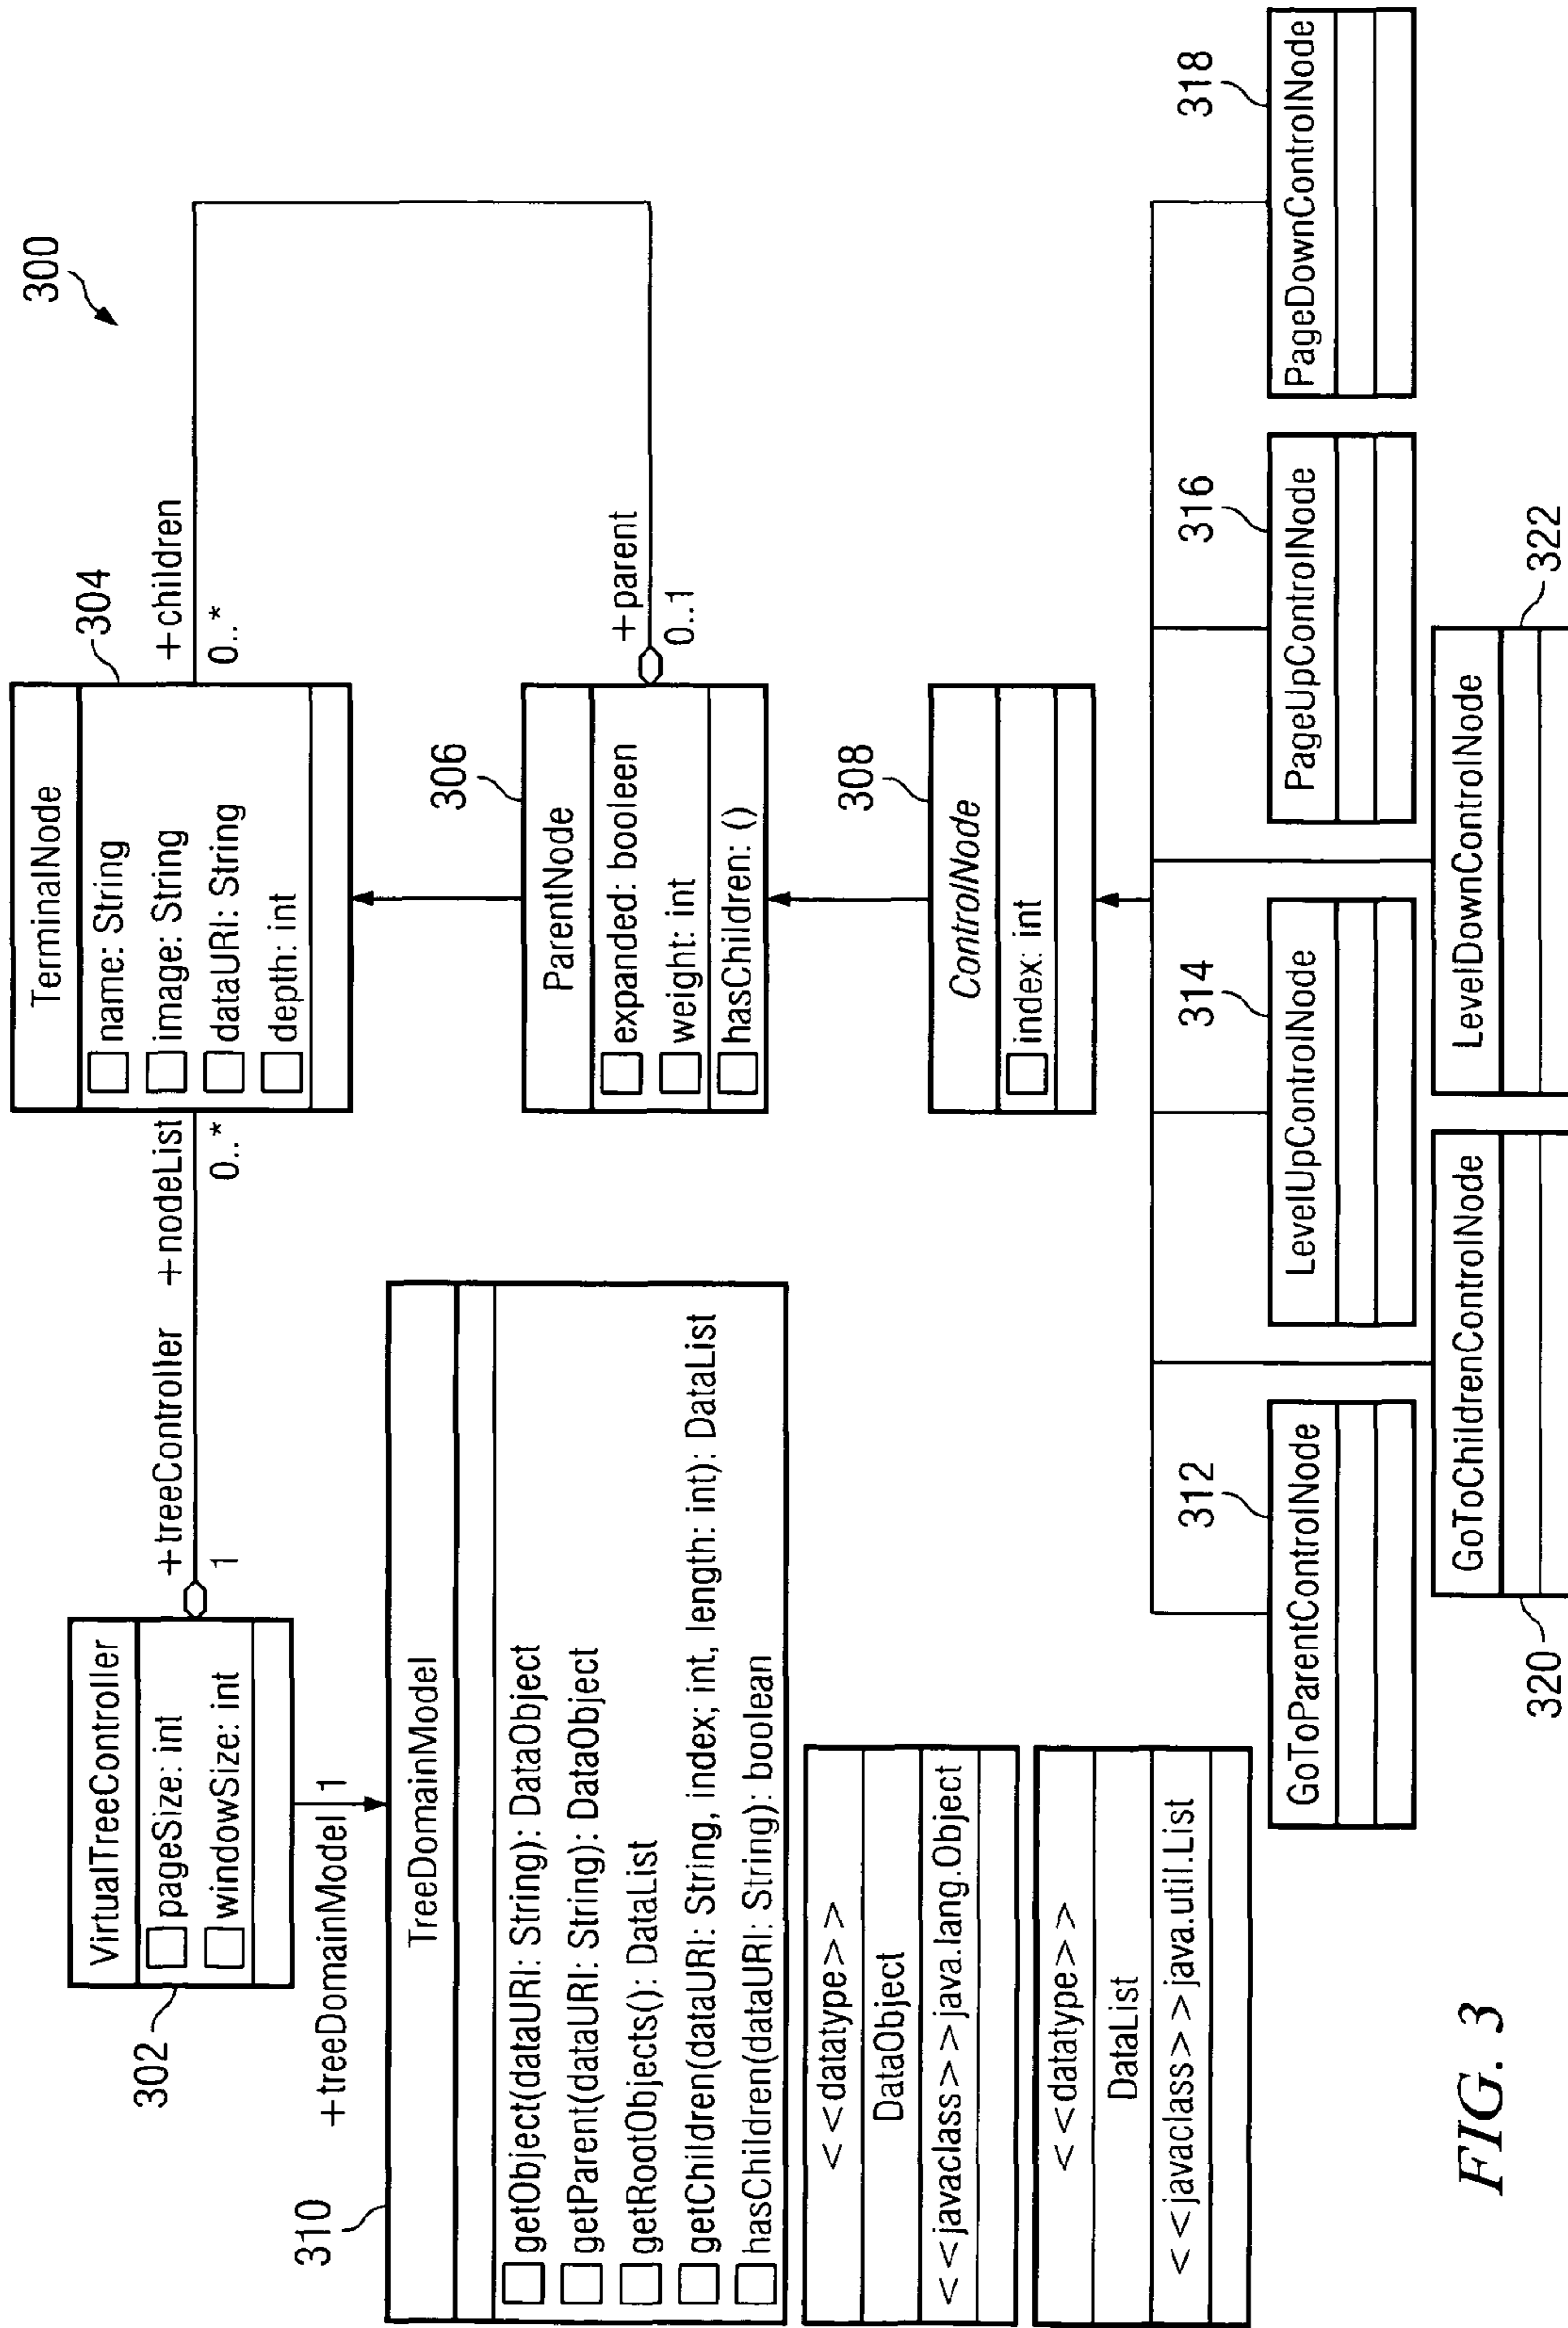 300
VirtualTreeController
pageSize: int
windowSize: int
302
+treeController
1
+nodeList
0..*
TerminalNode
name: String
image: String
dataURI: String
depth: int
304
+children
0..*
+treeDomainModel 1
310
TreeDomainModel
getObject(dataURI: String): DataObject
getParent(dataURI: String): DataObject
getRootObjects(): DataList
getChildren(dataURI: String, index; int, length: int): DataList
hasChildren(dataURI: String): boolean
306
ParentNode
expanded: booleen
weight: int
hasChildren: ()
+parent
0..1
<<datatype>>
DataObject
<<javaclass>>java.lang.Object
<<datatype>>
DataList
<<javaclass>>java.util.List
308
ControlNode
index: int
312
GoToParentControlNode
314
LevelUpControlNode
316
PageUpControlNode
318
PageDownControlNode
320
GoToChildrenControlNode
LevelDownControlNode
322
FIG. 3